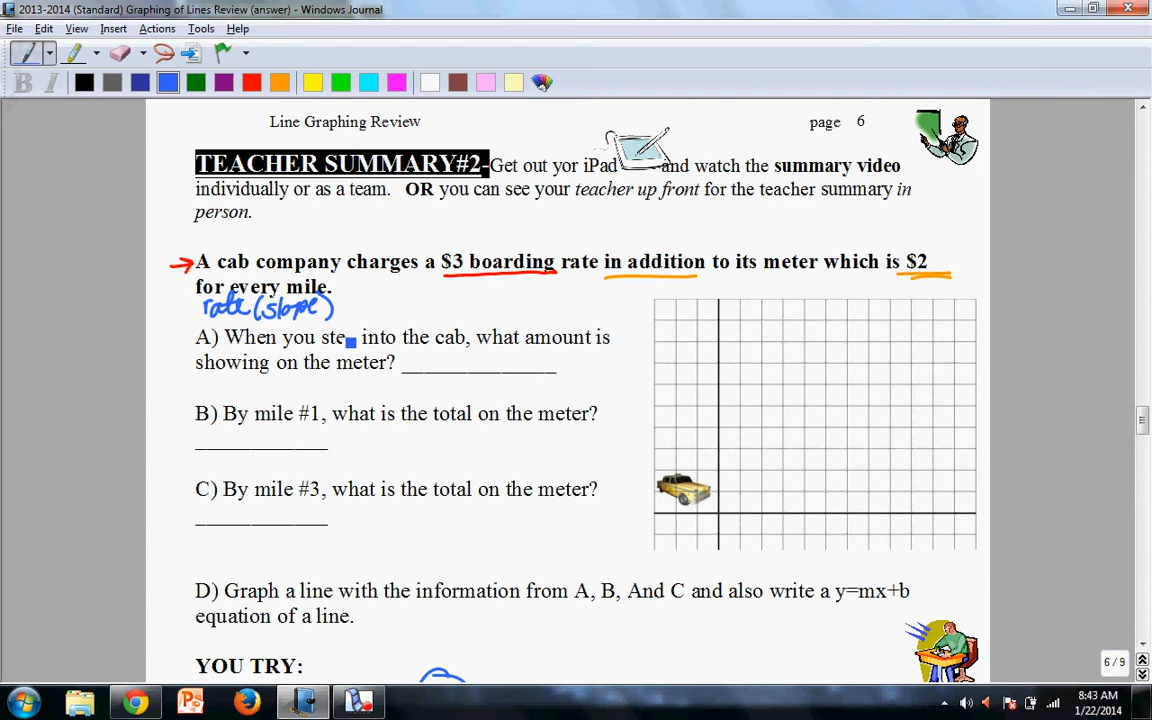 2013-2014 (Standard) Graphing of Lines Review (answer) - Windows Journal
File Edit View Insert Actions Tools Help
B I
Line Graphing Review page 6
TEACHER SUMMARY#2-Get out yor iPad and watch the summary video
individually or as a team. OR you can see your teacher up front for the teacher summary in
person.
A cab company charges a $3 boarding rate in addition to its meter which is $2
for every mile.
rate (slope)
A) When you ste into the cab, what amount is
showing on the meter? ______________
B) By mile #1, what is the total on the meter?
____________
C) By mile #3, what is the total on the meter?
____________
D) Graph a line with the information from A, B, And C and also write a y=mx+b
equation of a line.
YOU TRY:
6 / 9
8:43 AM
1/22/2014